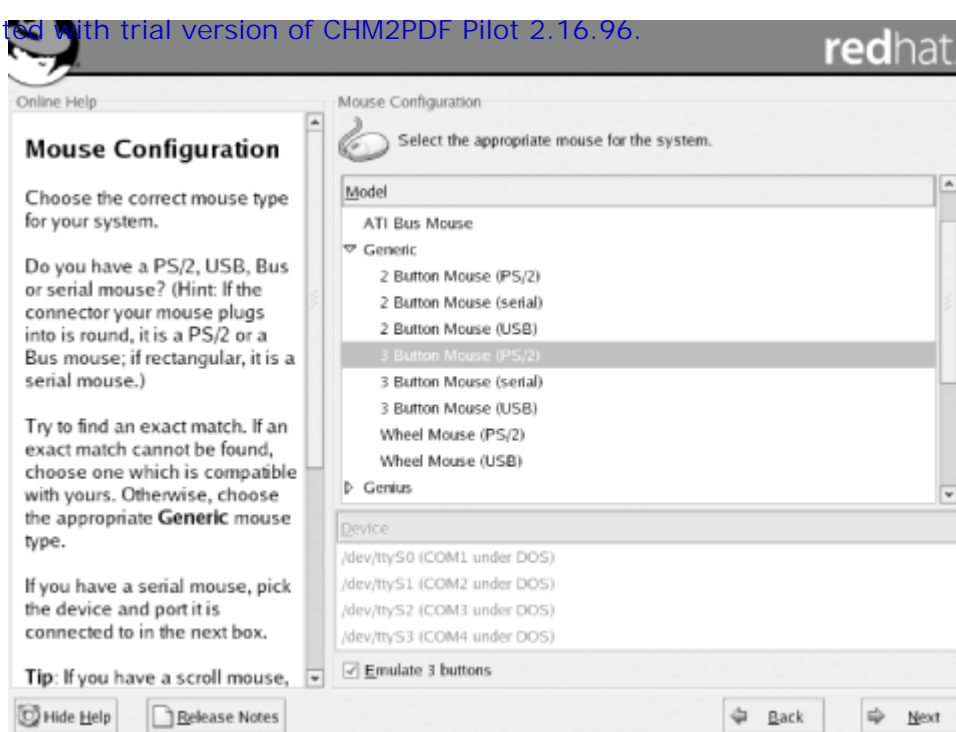 ted with trial version of CHM2PDF Pilot 2.16.96.
redhat.
Online Help
Mouse Configuration
Choose the correct mouse type
for your system.
Do you have a PS/2, USB, Bus
or serial mouse? (Hint: If the
connector your mouse plugs
into is round, it is a PS/2 or a
Bus mouse; if rectangular, it is a
serial mouse.)
Try to find an exact match. If an
exact match cannot be found,
choose one which is compatible
with yours. Otherwise, choose
the appropriate Generic mouse
type.
If you have a serial mouse, pick
the device and port it is
connected to in the next box.
Tip: If you have a scroll mouse,
Mouse Configuration
Select the appropriate mouse for the system.
Model
ATI Bus Mouse
Generic
2 Button Mouse (PS/2)
2 Button Mouse (serial)
2 Button Mouse (USB)
3 Button Mouse (PS/2)
3 Button Mouse (serial)
3 Button Mouse (USB)
Wheel Mouse (PS/2)
Wheel Mouse (USB)
Genius
Device
/dev/ttyS0 (COM1 under DOS)
/dev/ttyS1 (COM2 under DOS)
/dev/ttyS2 (COM3 under DOS)
/dev/ttyS3 (COM4 under DOS)
Emulate 3 buttons
Hide Help
Release Notes
Back
Next